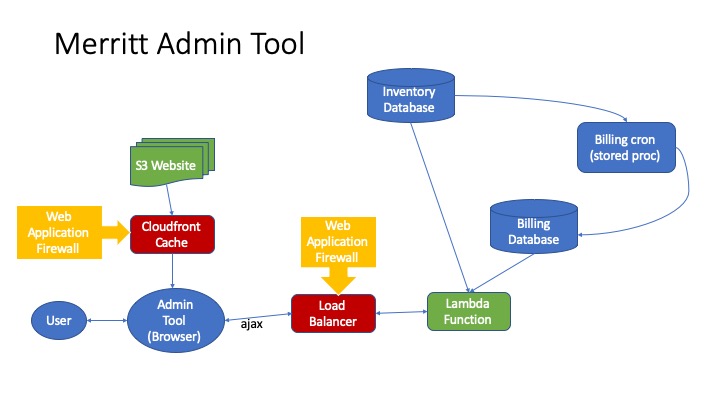 Merritt Admin Tool
Inventory
Database
Billing cron
(stored proc)
S3 Website
Web
Application
Firewall
Cloudfront
Cache
Web
Application
Firewall
Billing
Database
User
Admin
Tool
(Browser)
ajax
Load
Balancer
Lambda
Function